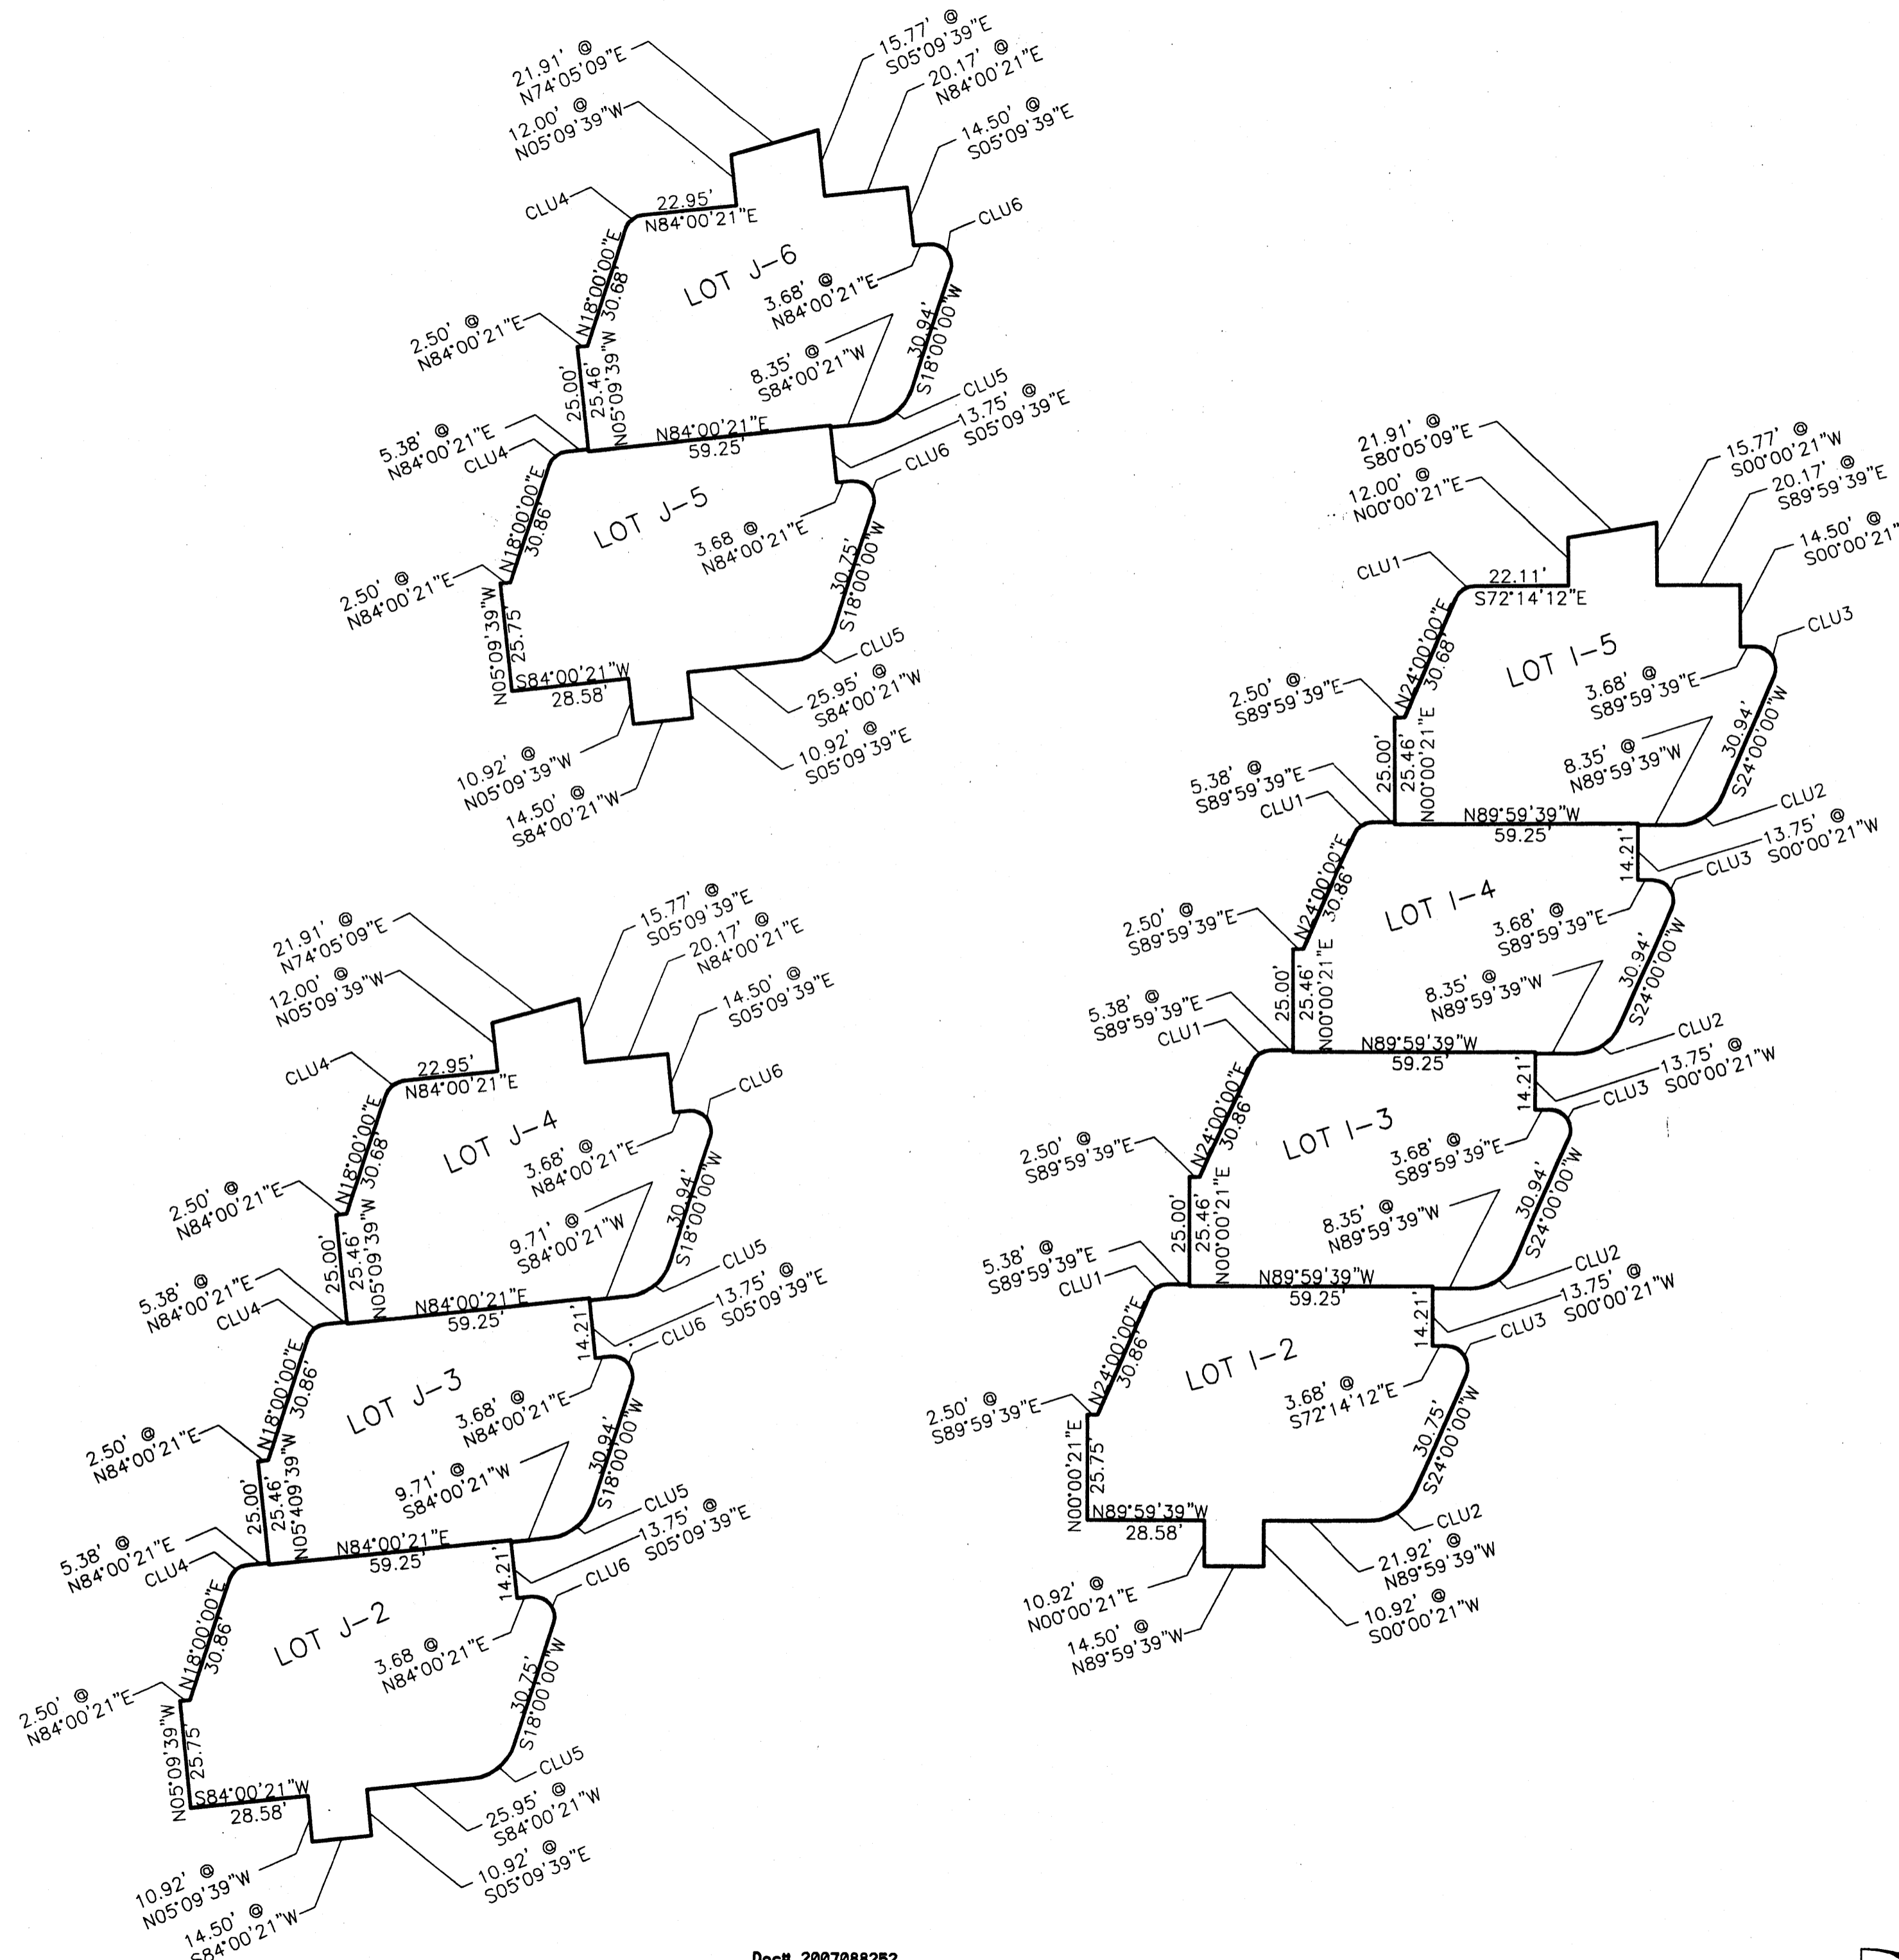 21.91' @
N74°05'09"E
15.77' @
S05°09'39"E
20.17' @
N84°00'21"E
12.00' @
N05°09'39"W
14.50' @
S05°09'39"E
CLU4
22.95'
N84°00'21"E
CLU6
N18°00'00"E
30.68'
LOT J-6
3.68' @
N84°00'21"E
2.50' @
N84°00'21"E
30.94'
S18°00'00"W
8.35' @
S84°00'21"W
25.00'
25.46'
N05°09'39"W
CLU5
13.75' @
S05°09'39"E
N84°00'21"E
59.25'
5.38' @
N84°00'21"E
CLU4
CLU6
N18°00'00"E
30.86'
LOT J-5
3.68 @
N84°00'21"E
2.50' @
N84°00'21"E
30.75'
S18°00'00"W
N05°09'39"W
25.75'
CLU5
S84°00'21"W
28.58'
25.95' @
S84°00'21"W
10.92' @
N05°09'39"W
10.92' @
S05°09'39"E
14.50' @
S84°00'21"W
21.91' @
N74°05'09"E
15.77' @
S05°09'39"E
20.17' @
N84°00'21"E
12.00' @
N05°09'39"W
14.50' @
S05°09'39"E
CLU4
22.95'
N84°00'21"E
CLU6
N18°00'00"E
30.68'
LOT J-4
3.68' @
N84°00'21"E
2.50' @
N84°00'21"E
30.94'
S18°00'00"W
9.71' @
S84°00'21"W
25.00'
25.46'
N05°09'39"W
CLU5
13.75' @
S05°09'39"E
N84°00'21"E
59.25'
5.38' @
N84°00'21"E
CLU4
14.21'
CLU6
N18°00'00"E
30.86'
LOT J-3
3.68' @
N84°00'21"E
2.50' @
N84°00'21"E
30.94'
S18°00'00"W
9.71' @
S84°00'21"W
25.00'
25.46'
N05°409'39"W
CLU5
13.75' @
S05°09'39"E
N84°00'21"E
59.25'
5.38' @
N84°00'21"E
CLU4
14.21'
CLU6
N18°00'00"E
30.86'
LOT J-2
3.68 @
N84°00'21"E
2.50' @
N84°00'21"E
30.75'
S18°00'00"W
N05°09'39"W
25.75'
CLU5
S84°00'21"W
28.58'
25.95' @
S84°00'21"W
10.92' @
N05°09'39"W
10.92' @
S05°09'39"E
14.50' @
S84°00'21"W
21.91' @
S80°05'09"E
15.77' @
S00°00'21"W
20.17' @
S89°59'39"E
12.00' @
N00°00'21"E
14.50' @
S00°00'21"
CLU1
22.11'
S72°14'12"E
CLU3
N24°00'00"E
30.68'
LOT I-5
3.68' @
S89°59'39"E
2.50' @
S89°59'39"E
30.94'
S24°00'00"W
8.35' @
N89°59'39"W
25.00'
25.46'
N00°00'21"E
CLU2
13.75' @
S00°00'21"W
N89°59'39"W
59.25'
5.38' @
S89°59'39"E
CLU1
14.21'
CLU3
N24°00'00"E
30.86'
LOT I-4
3.68' @
S89°59'39"E
2.50' @
S89°59'39"E
30.94'
S24°00'00"W
8.35' @
N89°59'39"W
25.00'
25.46'
N00°00'21"E
CLU2
13.75' @
S00°00'21"W
N89°59'39"W
59.25'
5.38' @
S89°59'39"E
CLU1
14.21'
CLU3
N24°00'00"E
30.86'
LOT I-3
3.68' @
S89°59'39"E
2.50' @
S89°59'39"E
30.94'
S24°00'00"W
8.35' @
N89°59'39"W
25.00'
25.46'
N00°00'21"E
CLU2
13.75' @
S00°00'21"W
N89°59'39"W
59.25'
5.38' @
S89°59'39"E
CLU1
14.21'
CLU3
N24°00'00"E
30.86'
LOT I-2
3.68' @
S72°14'12"E
2.50' @
S89°59'39"E
30.75'
S24°00'00"W
N00°00'21"E
25.75'
CLU2
N89°59'39"W
28.58'
21.92' @
N89°59'39"W
10.92' @
N00°00'21"E
10.92' @
S00°00'21"W
14.50' @
N89°59'39"W
Doc# 2007088252